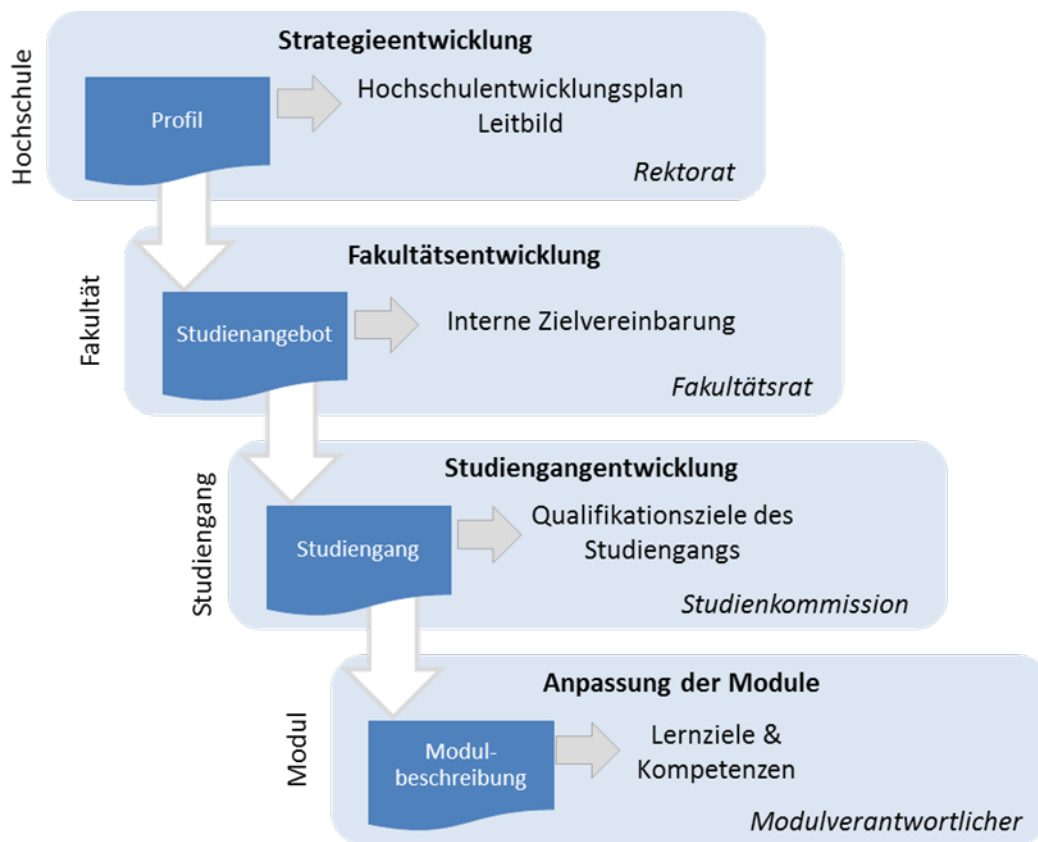 Hochschule
Strategieentwicklung
Profil
Hochschulentwicklungsplan
Leitbild
Rektorat
Fakultät
Fakultätsentwicklung
Studienangebot
Interne Zielvereinbarung
Fakultätsrat
Studiengang
Studiengangentwicklung
Studiengang
Qualifikationsziele des
Studiengangs
Studienkommission
Modul
Anpassung der Module
Modul-
beschreibung
Lernziele &
Kompetenzen
Modulverantwortlicher